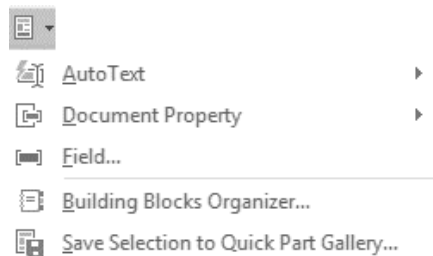 AutoText
Document Property
Field...
Building Blocks Organizer...
Save Selection to Quick Part Gallery...